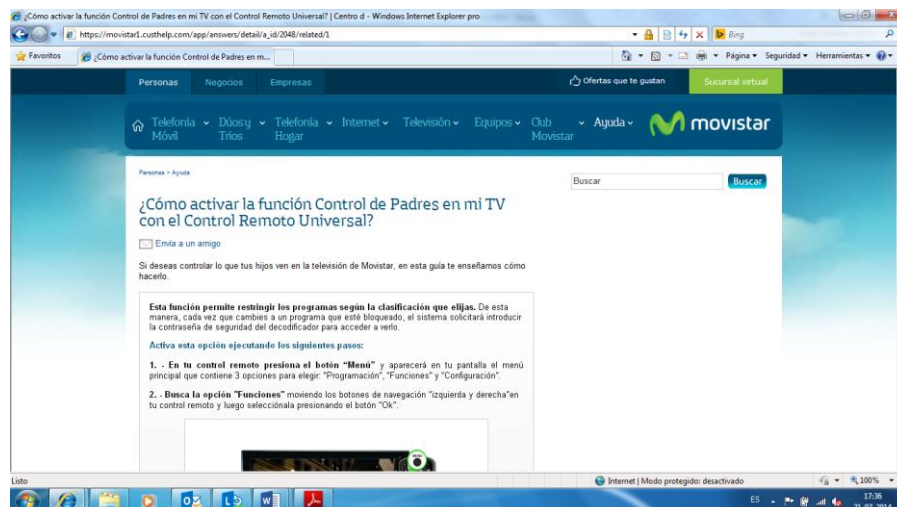 ¿Cómo activar la función Control de Padres en mi TV con el Control Remoto Universal? | Centro d - Windows Internet Explorer pro
https://movistar1.custhelp.com/app/answers/detail/a_id/2048/related/1
Bing
Favoritos
¿Cómo activar la función Control de Padres en m...
Página
Seguridad
Herramientas
Personas
Negocios
Empresas
Ofertas que te gustan
Sucursal virtual
Telefonía Móvil
Dúos y Tríos
Telefonía Hogar
Internet
Televisión
Equipos
Club Movistar
Ayuda
movistar
Personas > Ayuda
Buscar
Buscar
¿Cómo activar la función Control de Padres en mi TV
con el Control Remoto Universal?
Envía a un amigo
Si deseas controlar lo que tus hijos ven en la televisión de Movistar, en esta guía te enseñamos cómo
hacerlo.
Esta función permite restringir los programas según la clasificación que elijas. De esta
manera, cada vez que cambies a un programa que esté bloqueado, el sistema solicitará introducir
la contraseña de seguridad del decodificador para acceder a verlo.
Activa esta opción ejecutando los siguientes pasos:
1. - En tu control remoto presiona el botón “Menú” y aparecerá en tu pantalla el menú
principal que contiene 3 opciones para elegir: "Programación", "Funciones" y "Configuración".
2. - Busca la opción "Funciones" moviendo los botones de navegación "izquierda y derecha"en
tu control remoto y luego selecciónala presionando el botón "Ok".
Listo
Internet | Modo protegido: desactivado
100%
ES
17:36
21-07-2014